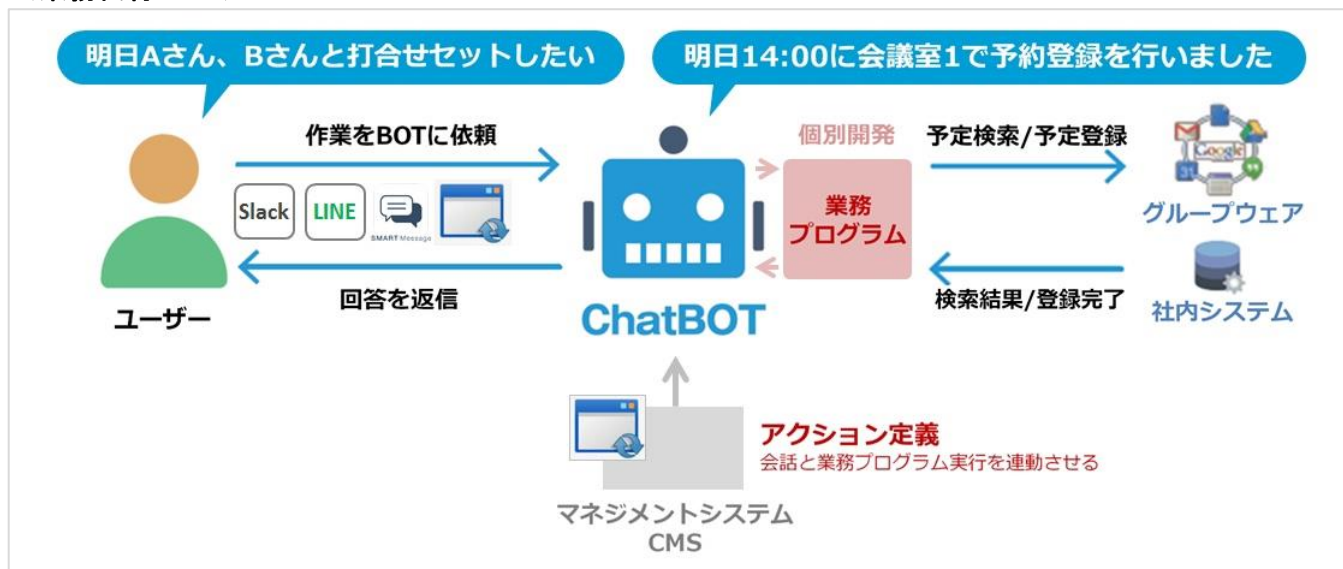 明日Aさん、Bさんと打合せセットしたい
明日14:00に会議室1で予約登録を行いました
作業をBOTに依頼
個別開発
予定検索/予定登録
Slack
LINE
SMART Message
業務
プログラム
Google
31
グループウェア
回答を返信
検索結果/登録完了
ユーザー
ChatBOT
社内システム
アクション定義
会話と業務プログラム実行を連動させる
マネジメントシステム
CMS